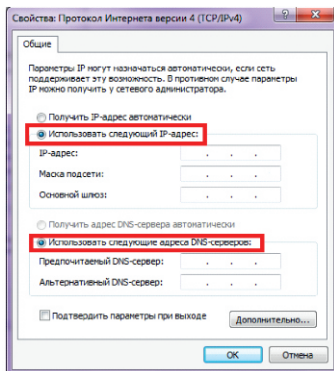 Свойства: Протокол Интернета версии 4 (TCP/IPv4)
Общие
Параметры IP могут назначаться автоматически, если сеть
поддерживает эту возможность. В противном случае параметры
IP можно получить у сетевого администратора.
Получить IP-адрес автоматически
Использовать следующий IP-адрес:
IP-адрес:
Маска подсети:
Основной шлюз:
Получить адрес DNS-сервера автоматически
Использовать следующие адреса DNS-серверов:
Предпочитаемый DNS-сервер:
Альтернативный DNS-сервер:
Подтвердить параметры при выходе
Дополнительно...
ОК
Отмена